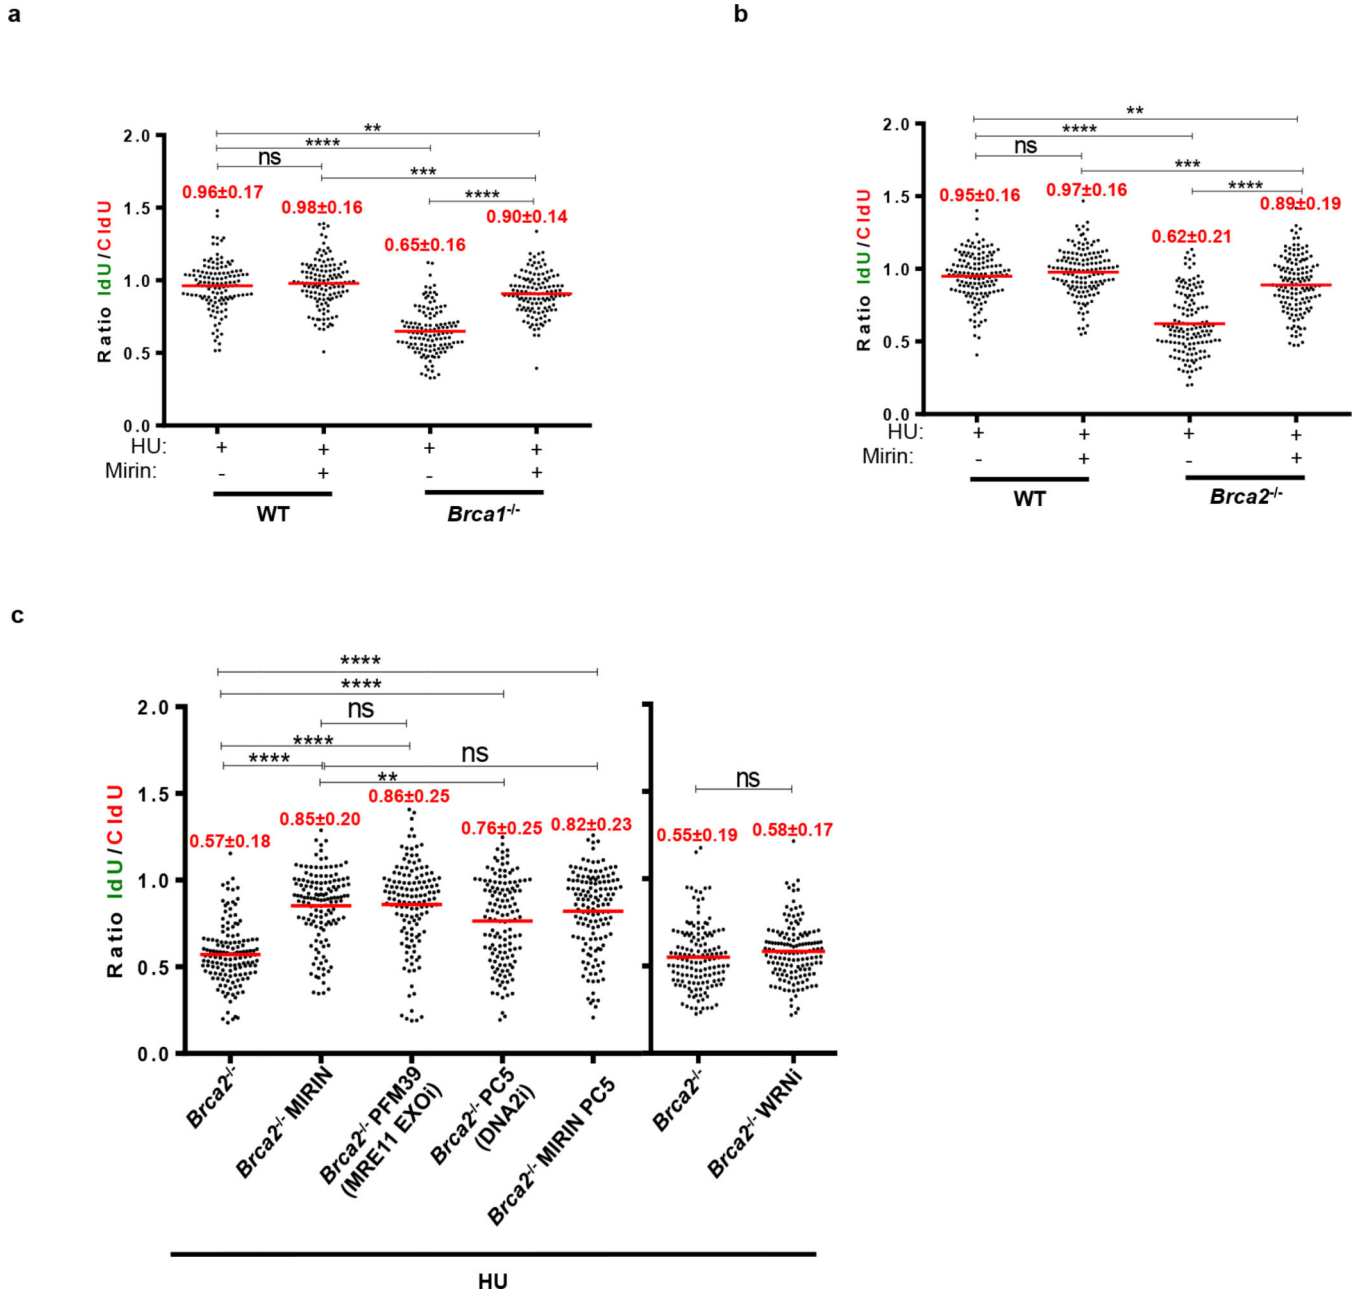 a
2.0
1.5
1.0
0.5
0.0
Ratio IdU/CldU
**
****
ns
***
****
0.96±0.17
0.98±0.16
0.65±0.16
0.90±0.14
HU: + + + +
Mirin: - + - +
WT
Brca1-/-
b
2.0
1.5
1.0
0.5
0.0
Ratio IdU/CldU
**
****
ns
***
****
0.95±0.16
0.97±0.16
0.62±0.21
0.89±0.19
HU: + + + +
Mirin: - + - +
WT
Brca2-/-
c
2.0
1.5
1.0
0.5
0.0
Ratio IdU/CldU
****
****
ns
****
****
ns
**
0.57±0.18
0.85±0.20
0.86±0.25
0.76±0.25
0.82±0.23
ns
0.55±0.19
0.58±0.17
Brca2-/-
Brca2-/- MIRIN
Brca2-/- PFM39
(MRE11 EXOi)
Brca2-/- PC5
(DNA2i)
Brca2-/- MIRIN PC5
Brca2-/-
Brca2-/- WRNi
HU